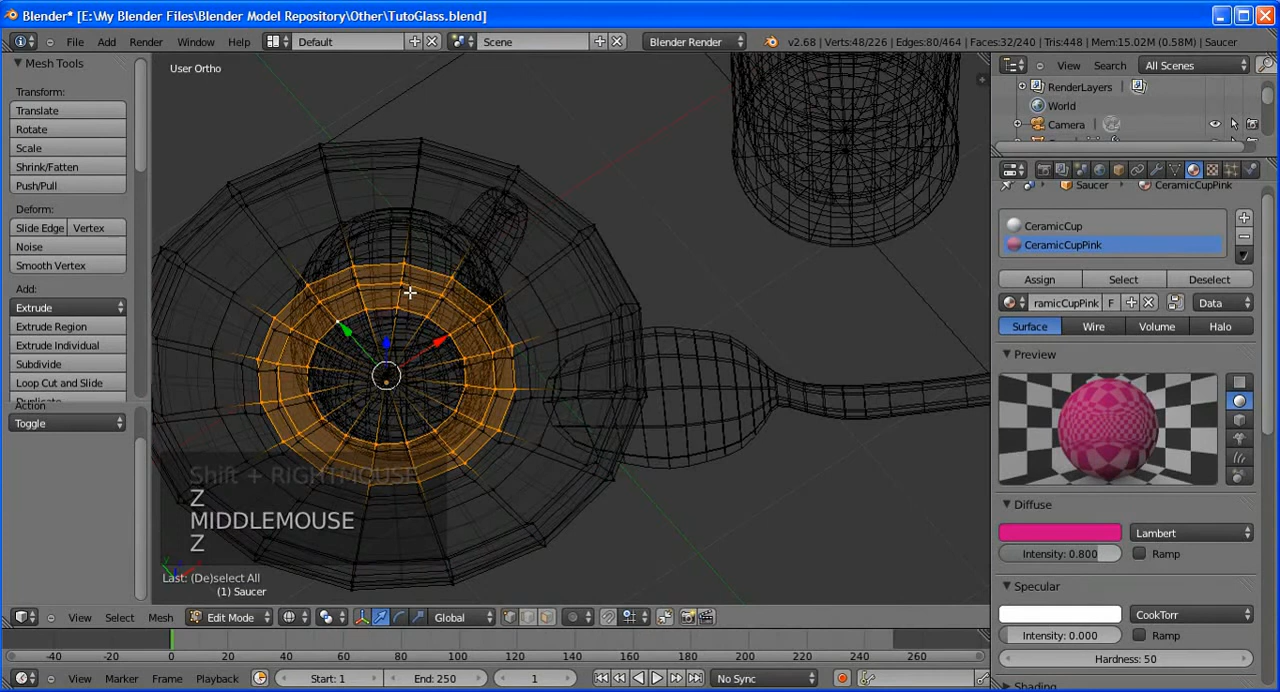 Blender* [E:\My Blender Files\Blender Model Repository\Other\TutoGlass.blend]
File Add Render Window Help Default Scene Blender Render v2.68 | Verts:48/226 | Edges:80/464 | Faces:32/240 | Tris:448 | Mem:15.02M (0.58M) | Saucer
Mesh Tools
Transform:
Translate
Rotate
Scale
Shrink/Fatten
Push/Pull
Deform:
Slide Edge Vertex
Noise
Smooth Vertex
Add:
Extrude
Extrude Region
Extrude Individual
Subdivide
Loop Cut and Slide
Duplicate
Action
Toggle
User Ortho
Shift + RIGHTMOUSE
Z
MIDDLEMOUSE
Z
Last: (De)select All
(1) Saucer
View Select Mesh Edit Mode Global
-40 -20 0 20 40 60 80 100 120 140 160 180 200 220 240 260
View Marker Frame Playback Start: 1 End: 250 1 No Sync
View Search All Scenes
RenderLayers
World
Camera
Saucer CeramicCupPink
CeramicCup
CeramicCupPink
Assign Select Deselect
ramicCupPink F Data
Surface Wire Volume Halo
Preview
Diffuse
Lambert
Intensity: 0.800 Ramp
Specular
CookTorr
Intensity: 0.000 Ramp
Hardness: 50
Shading